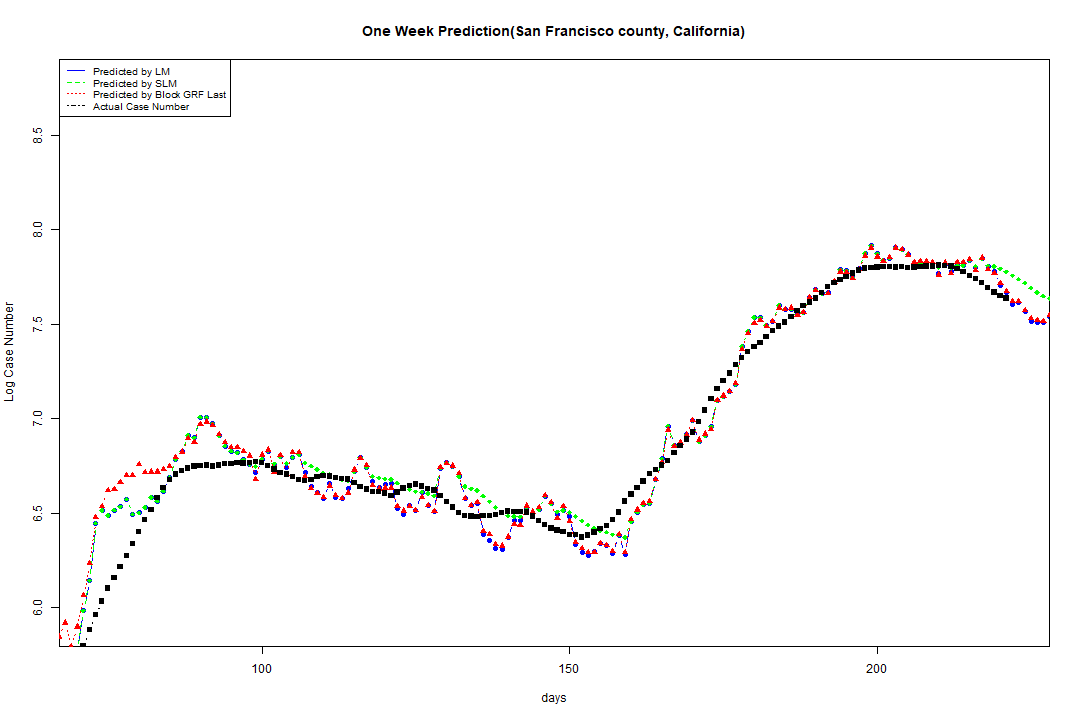 One Week Prediction(San Francisco county, California)
Predicted by LM
Predicted by SLM
Predicted by Block GRF Last
Actual Case Number
8.5
8.0
7.5
7.0
6.5
6.0
Log Case Number
100
150
200
days